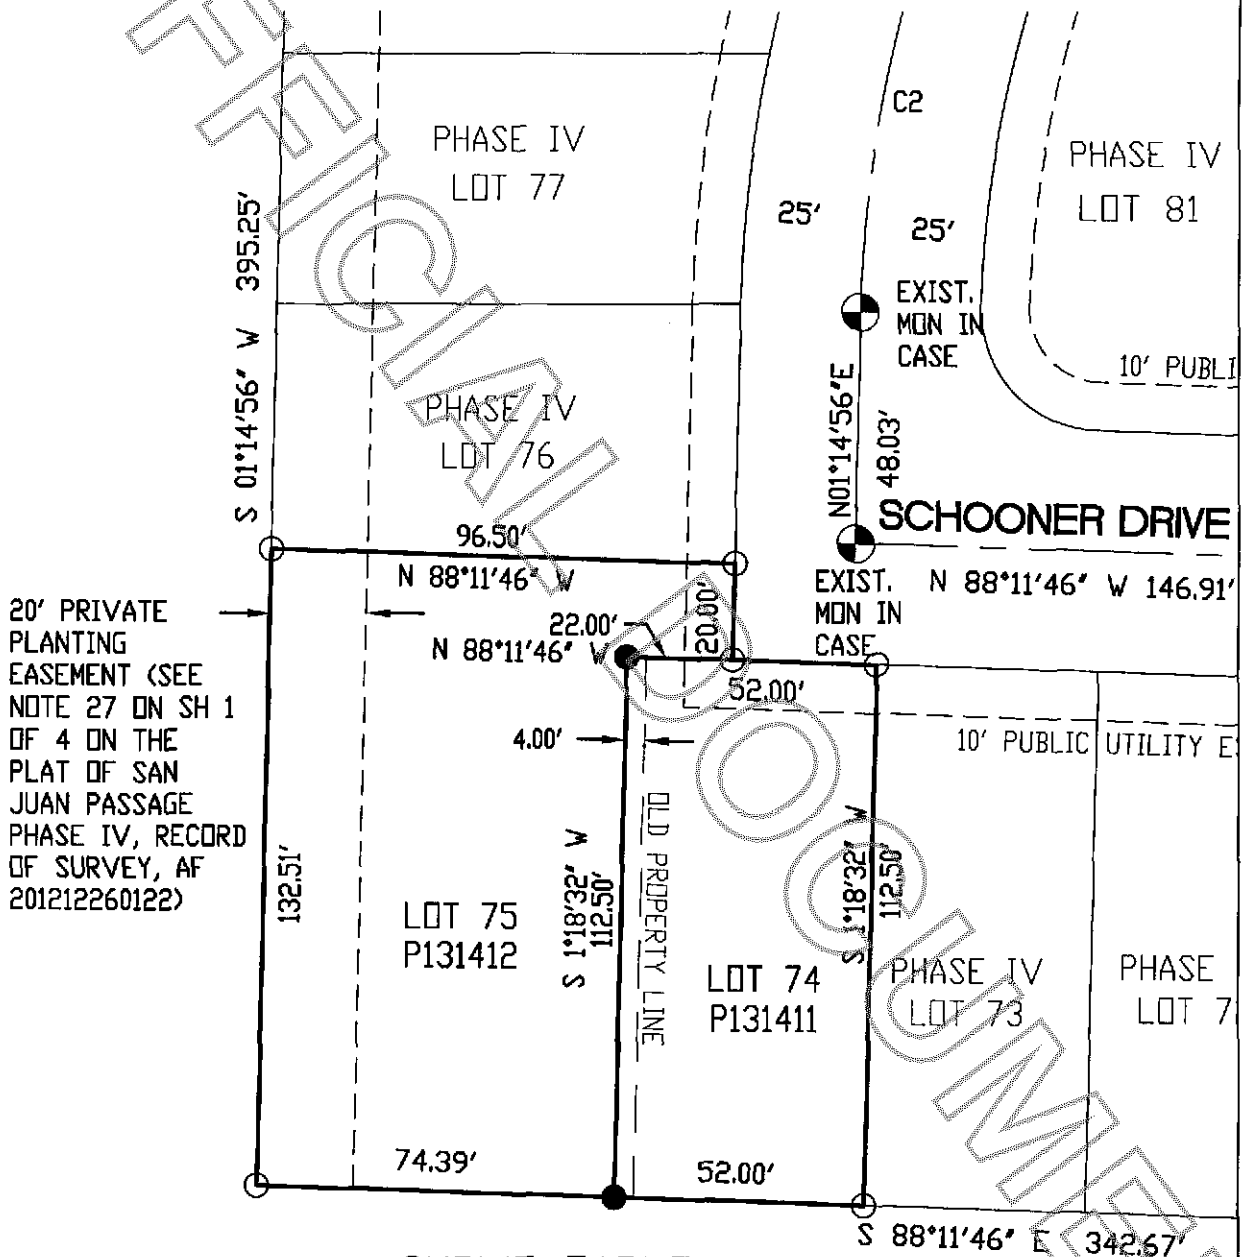 PHASE IV
LOT 77
C2
PHASE IV
LOT 81
25'
25'
S 01°14'56" W 395.25'
EXIST.
MON IN
CASE
10' PUBLI
PHASE IV
LOT 76
N01°14'56"E
48.03'
SCHOONER DRIVE
96.50'
N 88°11'46" W
EXIST.
MON IN
CASE
N 88°11'46" W 146.91'
20' PRIVATE
PLANTING
EASEMENT (SEE
NOTE 27 ON SH 1
OF 4 ON THE
PLAT OF SAN
JUAN PASSAGE
PHASE IV, RECORD
OF SURVEY, AF
201212260122)
22.00'
20.00'
N 88°11'46" W
52.00'
4.00'
10' PUBLIC UTILITY E
OLD PROPERTY LINE
132.51'
S 1°18'32" W
112.50'
S 1°18'32" W
112.50'
LOT 75
P131412
LOT 74
P131411
PHASE IV
LOT 73
PHASE
LOT 7
74.39'
52.00'
S 88°11'46" E 342.67'
FFICIAL DOCUME